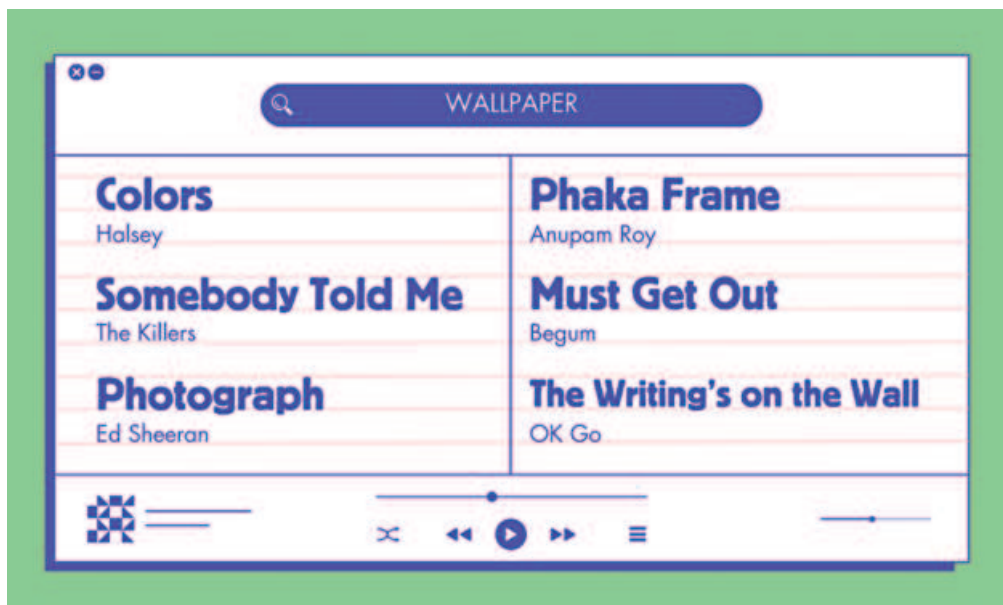 WALLPAPER
Colors
Halsey
Somebody Told Me
The Killers
Photograph
Ed Sheeran
Phaka Frame
Anupam Roy
Must Get Out
Begum
The Writing's on the Wall
OK Go